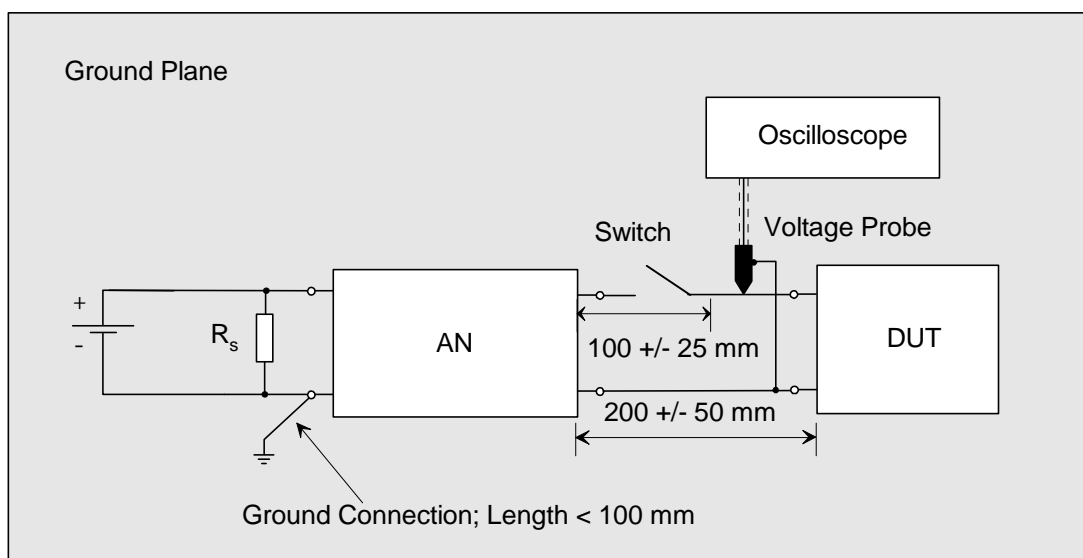 Ground Plane
Oscilloscope
Switch
Voltage Probe
+
-
Rs
AN
DUT
100 +/- 25 mm
200 +/- 50 mm
Ground Connection; Length < 100 mm